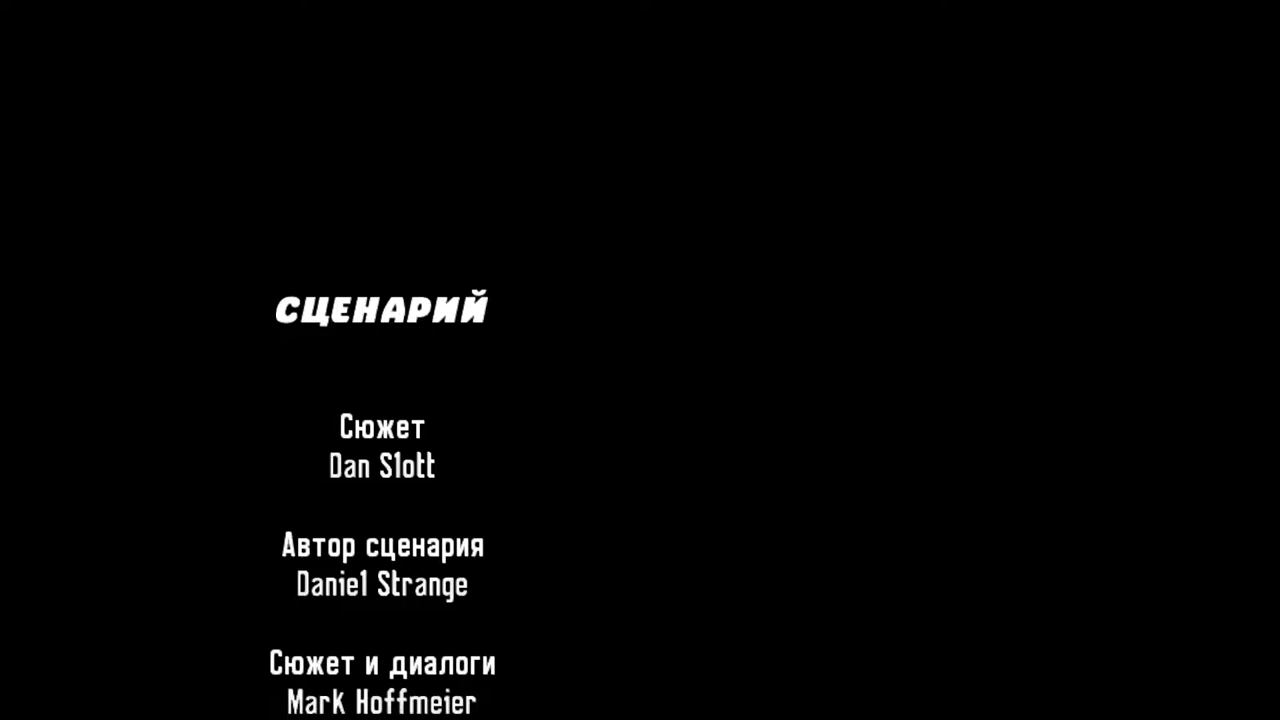 СЦЕНАРИЙ
Сюжет
Dan Slott
Автор сценария
Daniel Strange
Сюжет и диалоги
Mark Hoffmeier